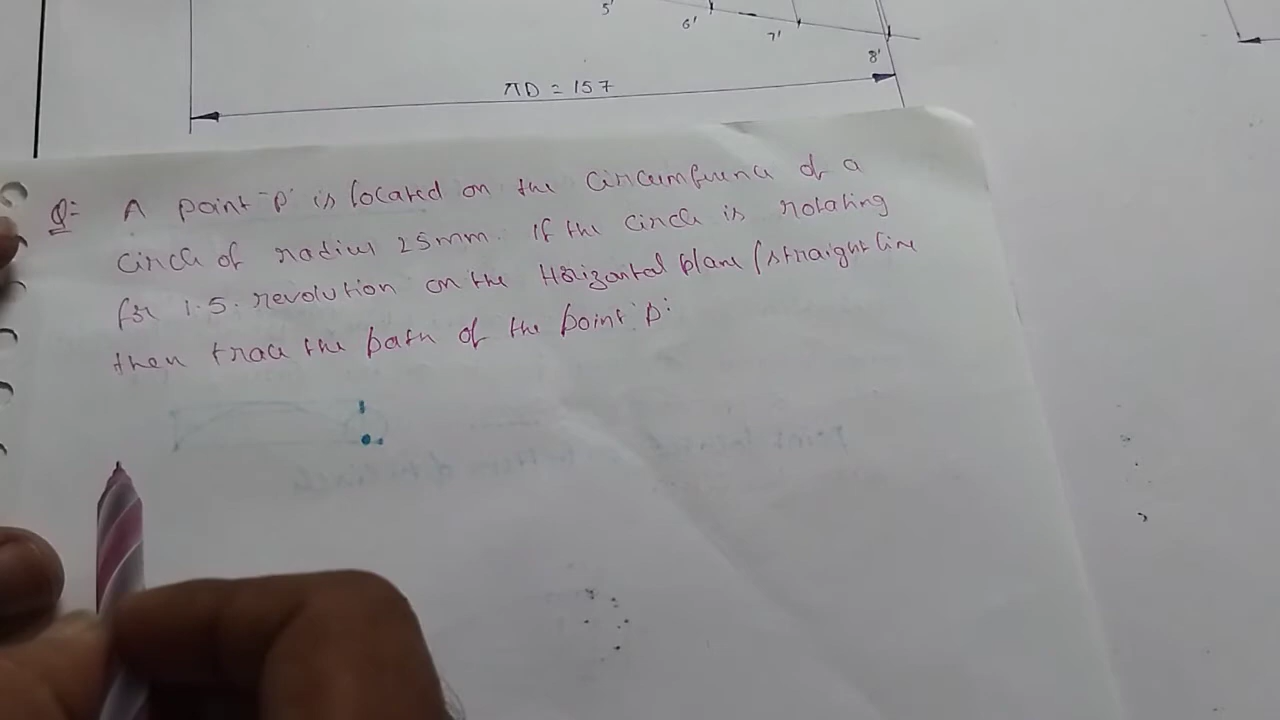 5'
6'
7'
8'
πD = 157
Q:- A point 'P' is located on the circumference of a
circle of radius 25mm. If the circle is rotating
for 1.5. revolution on the Horizontal plane (straight line
then trace the path of the point 'P'.